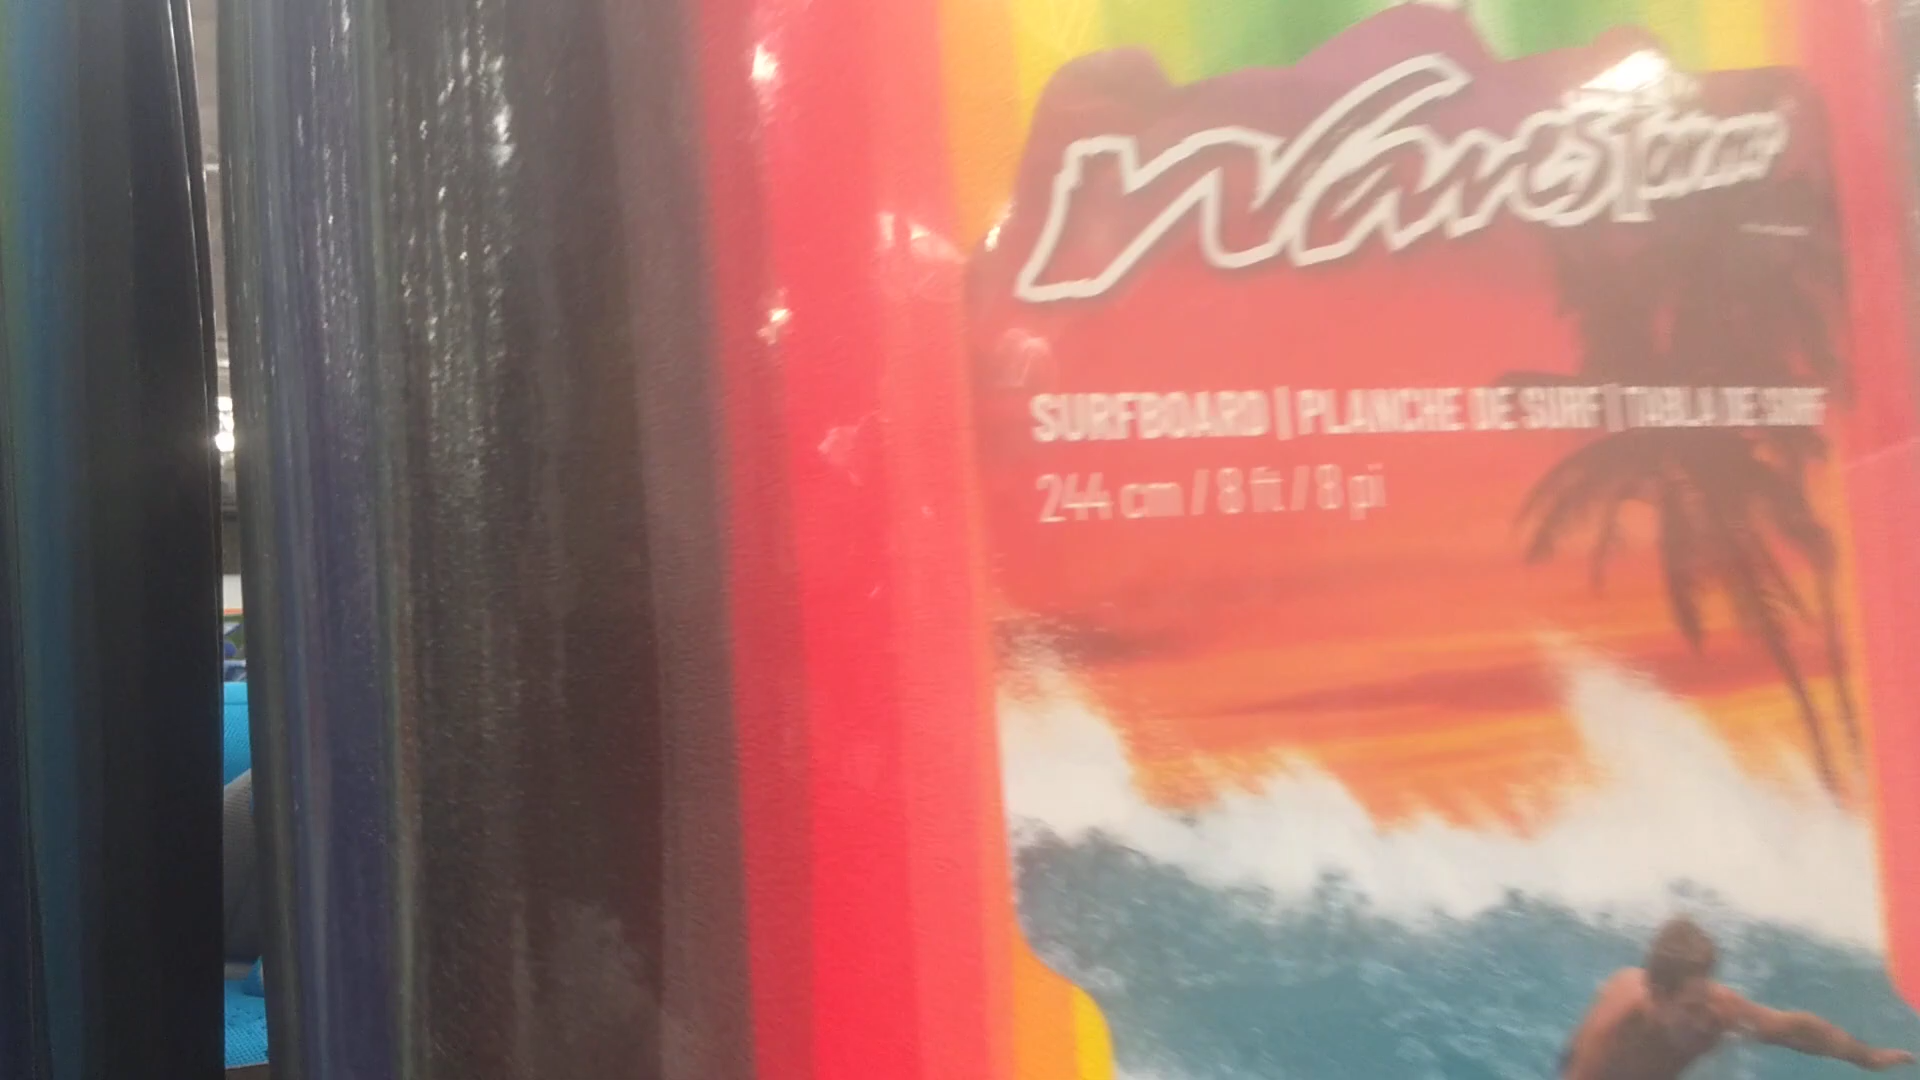 Wavestorm
SURFBOARD | PLANCHE DE SURF | TABLA DE SURF
244 cm / 8 ft / 8 pi